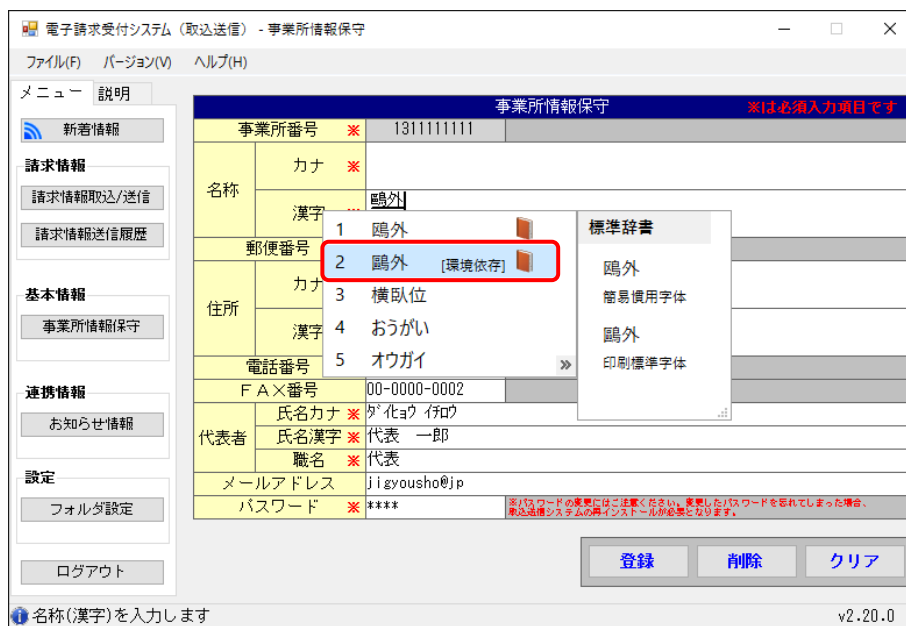 電子請求受付システム（取込送信） - 事業所情報保守
ファイル(F) バージョン(V) ヘルプ(H)
メニュー 説明
新着情報
請求情報
請求情報取込/送信
請求情報送信履歴
基本情報
事業所情報保守
連携情報
お知らせ情報
設定
フォルダ設定
ログアウト
事業所情報保守 ※は必須入力項目です
事業所番号 ※ 1311111111
名称
カナ ※
漢字 ※ 鷗外
郵便番号
住所
カナ
漢字
電話番号
ＦＡＸ番号 00-0000-0002
代表者
氏名カナ ※ ﾀﾞｲﾋｮｳ ｲﾁﾛｳ
氏名漢字 ※ 代表　一郎
職名 ※ 代表
メールアドレス jigyousho@jp
パスワード ※ ****
※パスワードの変更にはご注意ください。変更したパスワードを忘れてしまった場合、
取込送信システムの再インストールが必要となります。
1 鴎外
2 鷗外 [環境依存]
3 横臥位
4 おうがい
5 オウガイ »
標準辞書
鴎外
簡易慣用字体
鷗外
印刷標準字体
登録 削除 クリア
名称(漢字)を入力します v2.20.0